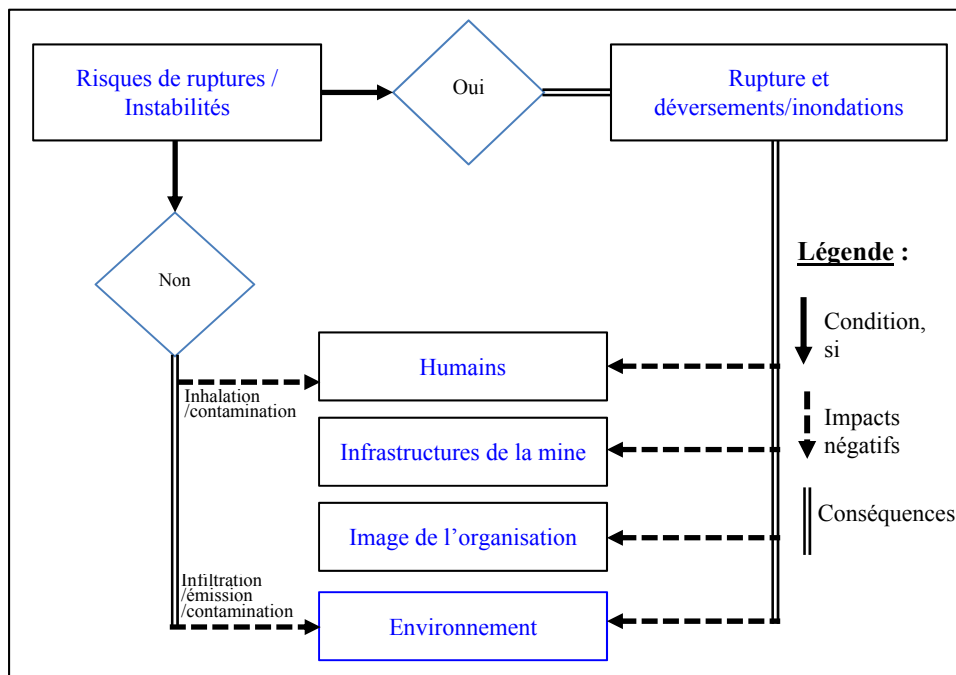 Risques de ruptures /
Instabilités
Oui
Rupture et
déversements/inondations
Non
Légende :
Condition,
si
Humains
Inhalation
/contamination
Impacts
négatifs
Infrastructures de la mine
Conséquences
Image de l’organisation
Infiltration
/émission
/contamination
Environnement